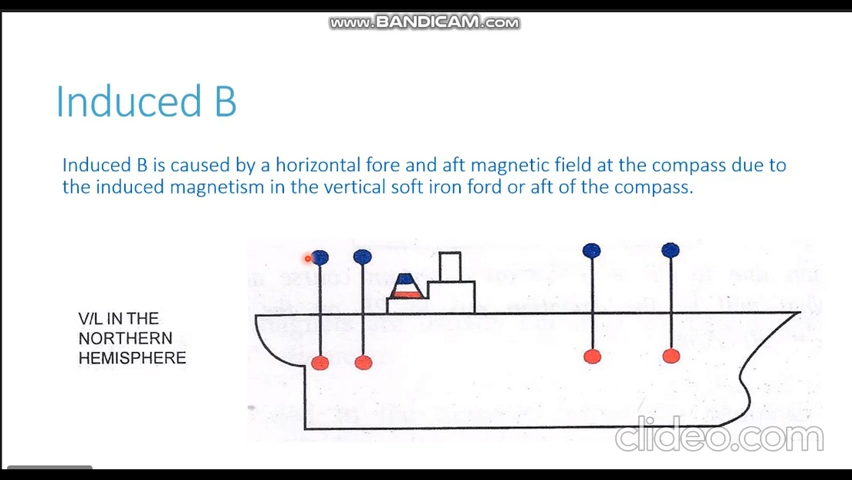 WWW.BANDICAM.COM
Induced B
Induced B is caused by a horizontal fore and aft magnetic field at the compass due to
the induced magnetism in the vertical soft iron ford or aft of the compass.
V/L IN THE
NORTHERN
HEMISPHERE
clideo.com